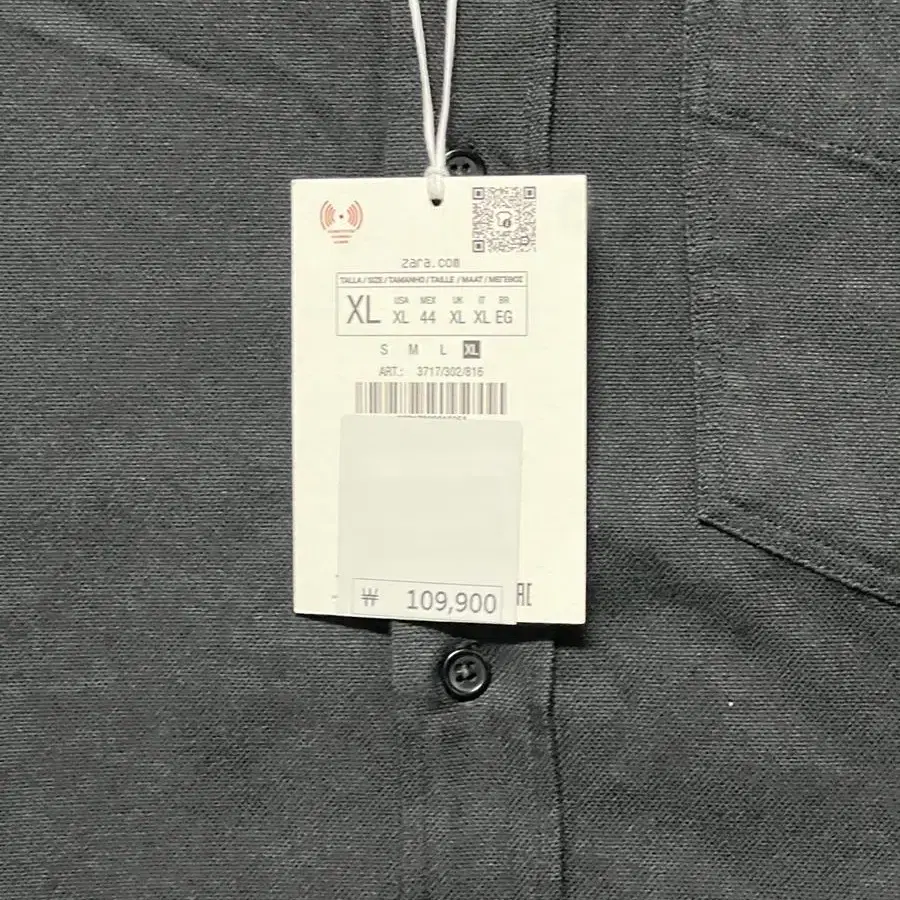 zara.com
TALLA / SIZE / TAMANHO / TAILLE / MAAT / ΜΕΓΕΘΟΣ
XL USA XL MEX 44 UK XL IT XL BR EG
S M L XL
ART.: 3717/302/816
₩ 109,900